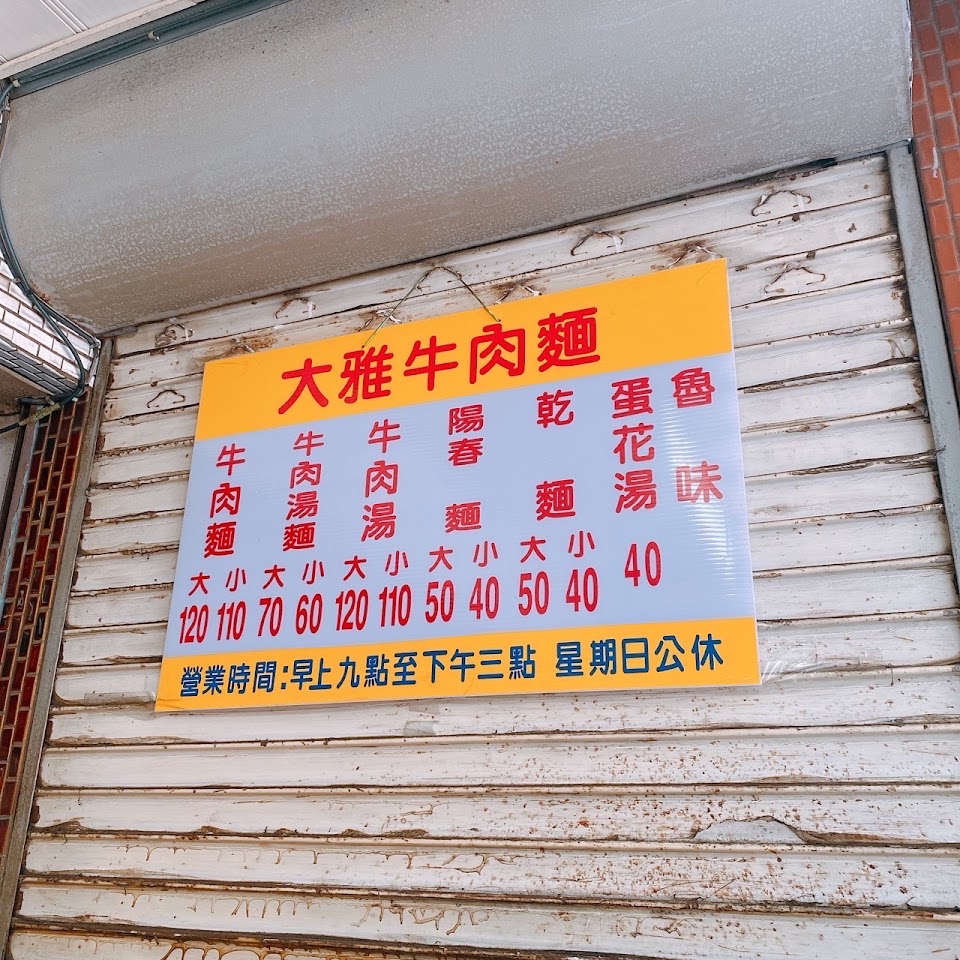 大雅牛肉麵
牛肉麵 大 120 小 110
牛肉湯麵 大 70 小 60
牛肉湯 大 120 小 110
陽春麵 大 50 小 40
乾麵 大 50 小 40
蛋花湯 40
魯味
營業時間:早上九點至下午三點 星期日公休